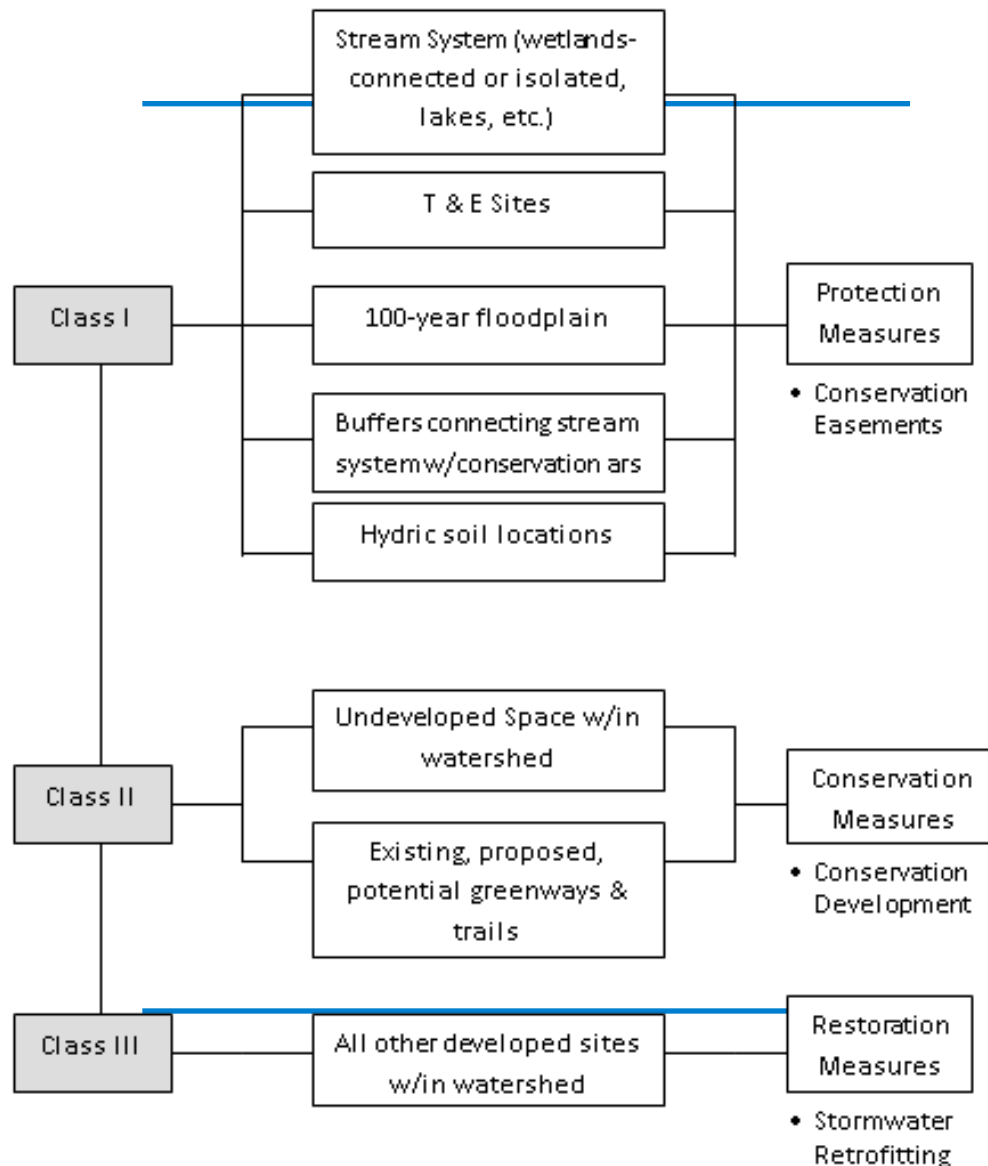 Stream System (wetlands-
connected or isolated,
lakes, etc.)
T & E Sites
Class I
100-year floodplain
Protection
Measures
• Conservation
Easements
Buffers connecting stream
system w/conservation ars
Hydric soil locations
Undeveloped Space w/in
watershed
Class II
Conservation
Measures
Existing, proposed,
potential greenways &
trails
• Conservation
Development
Class III
All other developed sites
w/in watershed
Restoration
Measures
• Stormwater
Retrofitting